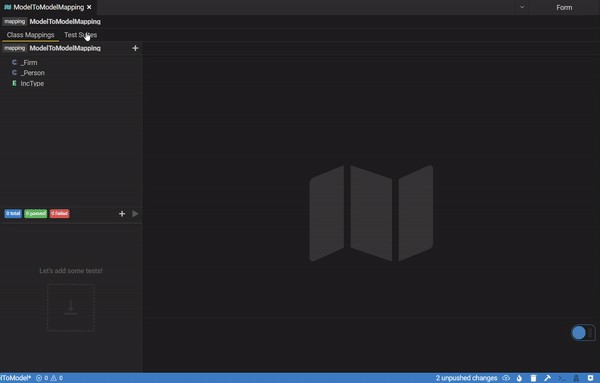 ModelToModelMapping ×
Form
mapping ModelToModelMapping
Class Mappings Test Suites
mapping ModelToModelMapping +
C _Firm
C _Person
E IncType
0 total 0 passed 0 failed +
Let's add some tests!
lToModel* 0 0 2 unpushed changes